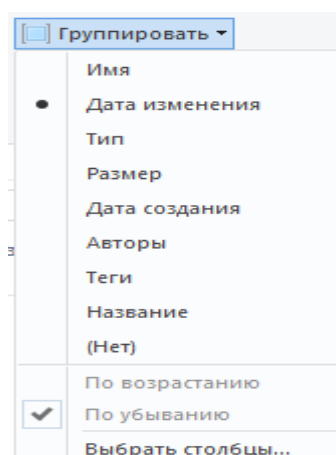 Группировать
Имя
Дата изменения
Тип
Размер
Дата создания
Авторы
Теги
Название
(Нет)
По возрастанию
По убыванию
Выбрать столбцы...